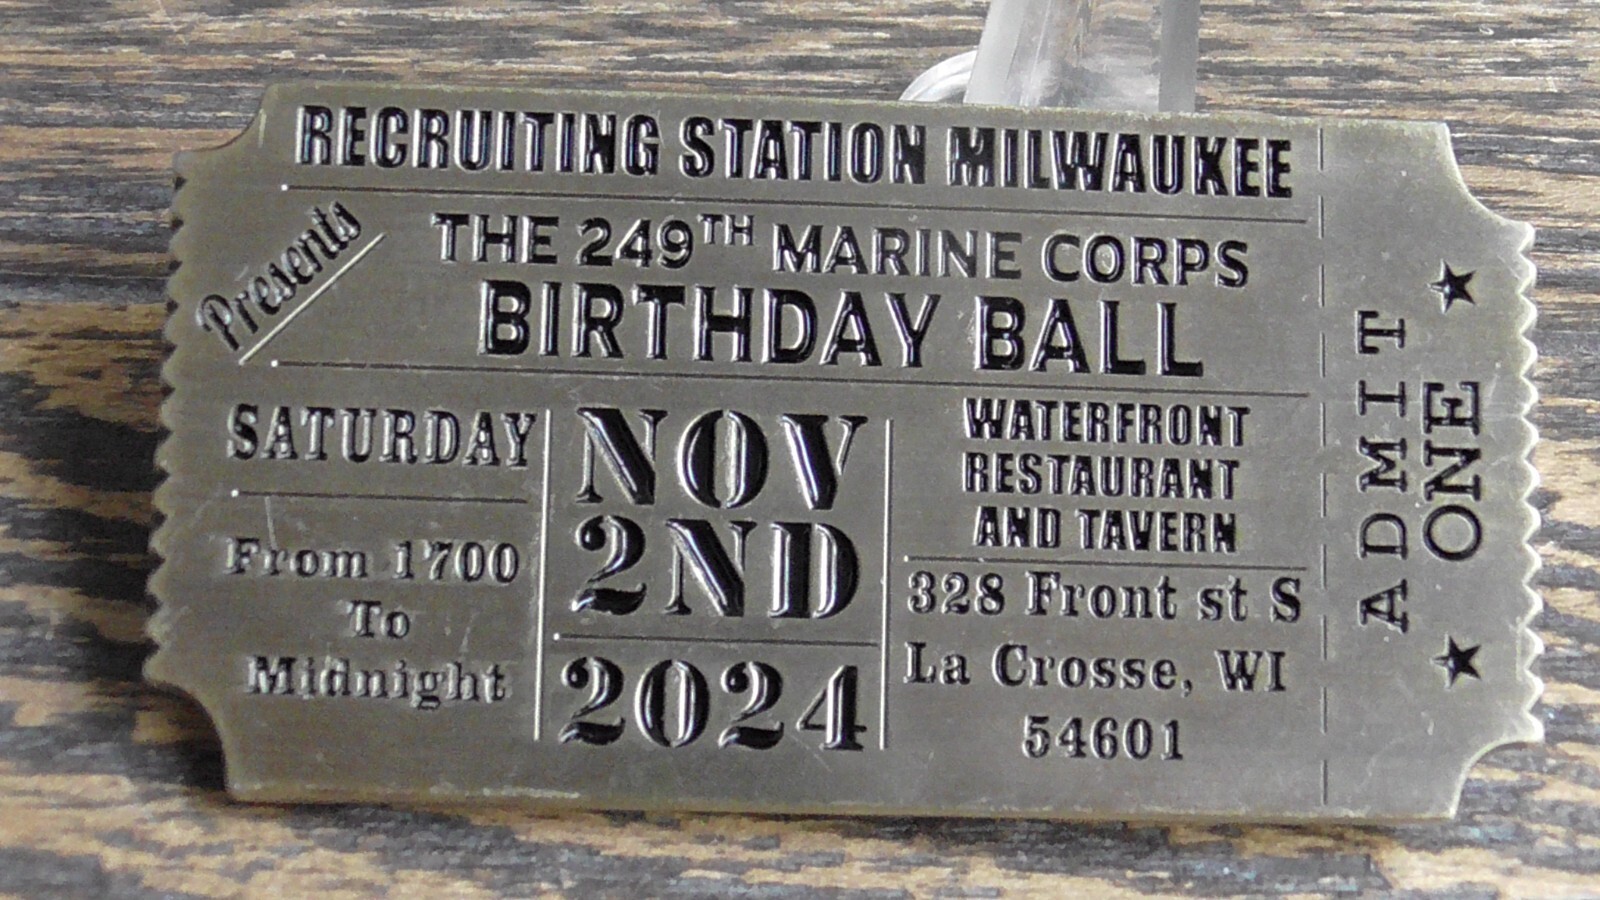 RECRUITING STATION MILWAUKEE
Presents
THE 249TH MARINE CORPS
BIRTHDAY BALL
SATURDAY
From 1700
To
Midnight
NOV
2ND
2024
WATERFRONT
RESTAURANT
AND TAVERN
328 Front st S
La Crosse, WI
54601
ADMIT
ONE